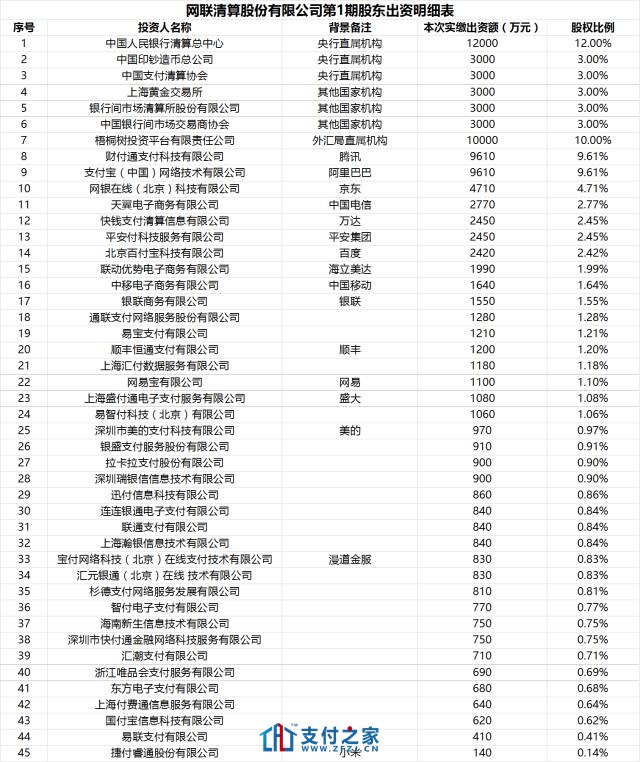 网联清算股份有限公司第1期股东出资明细表
序号 投资人名称 背景备注 本次实缴出资额（万元） 股权比例
1 中国人民银行清算总中心 央行直属机构 12000 12.00%
2 中国印钞造币总公司 央行直属机构 3000 3.00%
3 中国支付清算协会 央行直属机构 3000 3.00%
4 上海黄金交易所 其他国家机构 3000 3.00%
5 银行间市场清算所股份有限公司 其他国家机构 3000 3.00%
6 中国银行间市场交易商协会 其他国家机构 3000 3.00%
7 梧桐树投资平台有限责任公司 外汇局直属机构 10000 10.00%
8 财付通支付科技有限公司 腾讯 9610 9.61%
9 支付宝（中国）网络技术有限公司 阿里巴巴 9610 9.61%
10 网银在线（北京）科技有限公司 京东 4710 4.71%
11 天翼电子商务有限公司 中国电信 2770 2.77%
12 快钱支付清算信息有限公司 万达 2450 2.45%
13 平安付科技服务有限公司 平安集团 2450 2.45%
14 北京百付宝科技有限公司 百度 2420 2.42%
15 联动优势电子商务有限公司 海立美达 1990 1.99%
16 中移电子商务有限公司 中国移动 1640 1.64%
17 银联商务有限公司 银联 1550 1.55%
18 通联支付网络服务股份有限公司 1280 1.28%
19 易宝支付有限公司 1210 1.21%
20 顺丰恒通支付有限公司 顺丰 1200 1.20%
21 上海汇付数据服务有限公司 1180 1.18%
22 网易宝有限公司 网易 1100 1.10%
23 上海盛付通电子支付服务有限公司 盛大 1080 1.08%
24 易智付科技（北京）有限公司 1060 1.06%
25 深圳市美的支付科技有限公司 美的 970 0.97%
26 银盛支付服务股份有限公司 910 0.91%
27 拉卡拉支付股份有限公司 900 0.90%
28 深圳瑞银信信息技术有限公司 900 0.90%
29 迅付信息科技有限公司 860 0.86%
30 连连银通电子支付有限公司 840 0.84%
31 联通支付有限公司 840 0.84%
32 上海瀚银信息技术有限公司 840 0.84%
33 宝付网络科技（北京）在线支付技术有限公司 漫道金服 830 0.83%
34 汇元银通（北京）在线 技术有限公司 830 0.83%
35 杉德支付网络服务发展有限公司 810 0.81%
36 智付电子支付有限公司 770 0.77%
37 海南新生信息技术有限公司 750 0.75%
38 深圳市快付通金融网络科技服务有限公司 750 0.75%
39 汇潮支付有限公司 710 0.71%
40 浙江唯品会支付服务有限公司 690 0.69%
41 东方电子支付有限公司 680 0.68%
42 上海付费通信息服务有限公司 640 0.64%
43 国付宝信息科技有限公司 620 0.62%
44 易联支付有限公司 410 0.41%
45 捷付睿通股份有限公司 小米 140 0.14%
支付之家
WWW.ZFZJ.CN